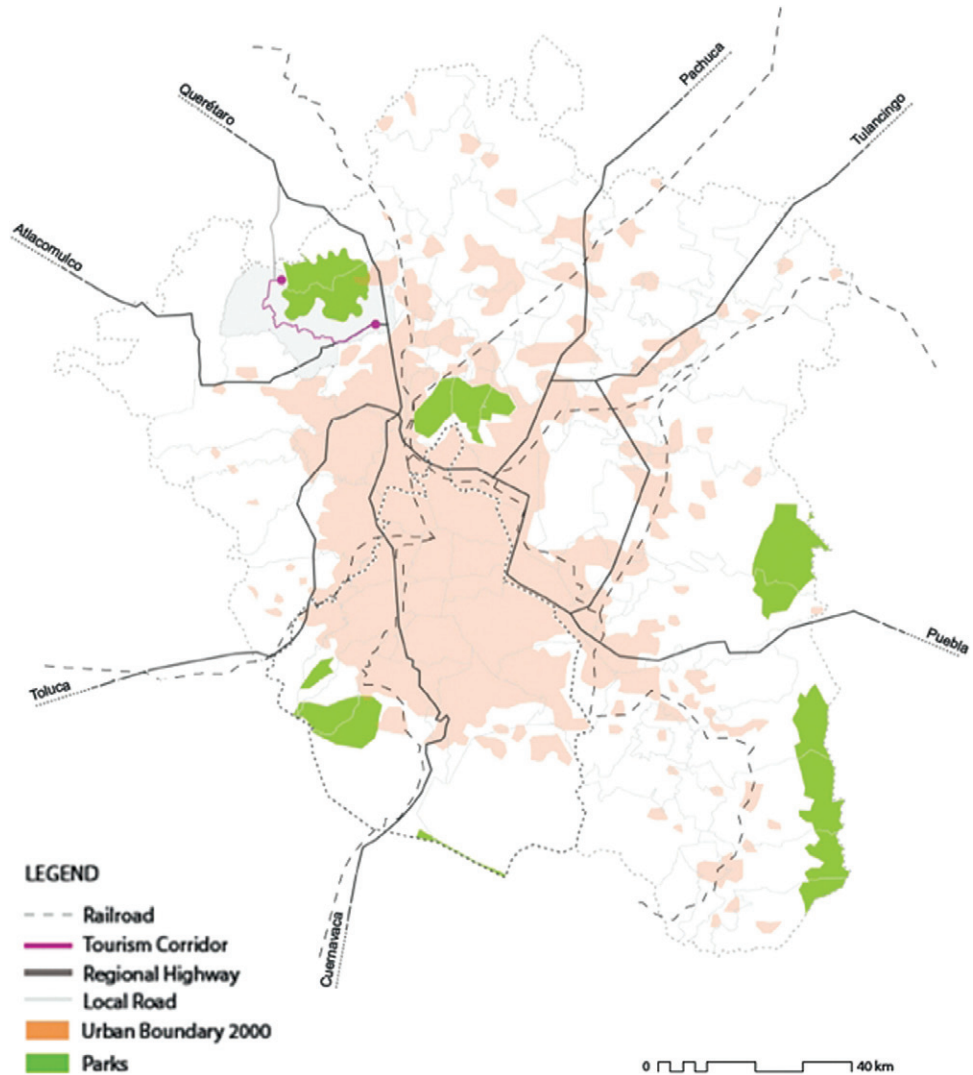 Pachuca
Querétaro
Tulancingo
Atlacomulco
Puebla
Toluca
Cuernavaca
LEGEND
Railroad
Tourism Corridor
Regional Highway
Local Road
Urban Boundary 2000
Parks
0 40 km